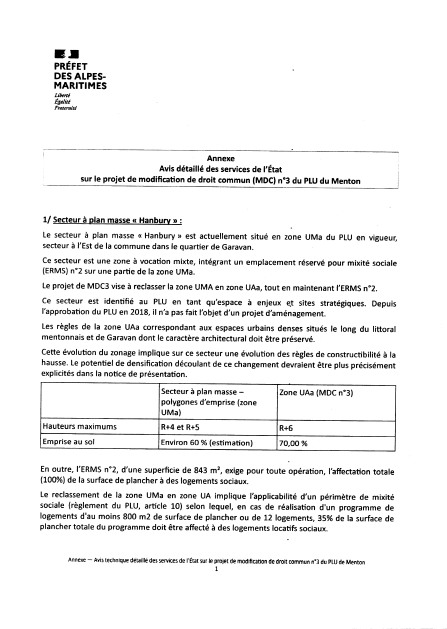 PRÉFET
DES ALPES-
MARITIMES
Liberté
Égalité
Fraternité
Annexe
Avis détaillé des services de l'État
sur le projet de modification de droit commun (MDC) n°3 du PLU du Menton
1/ Secteur à plan masse « Hanbury » :
Le secteur à plan masse « Hanbury » est actuellement situé en zone UMa du PLU en vigueur,
secteur à l'Est de la commune dans le quartier de Garavan.
Ce secteur est une zone à vocation mixte, intégrant un emplacement réservé pour mixité sociale
(ERMS) n°2 sur une partie de la zone UMa.
Le projet de MDC3 vise à reclasser la zone UMA en zone UAa, tout en maintenant l'ERMS n°2.
Ce secteur est identifié au PLU en tant qu'espace à enjeux et sites stratégiques. Depuis
l'approbation du PLU en 2018, il n'a pas fait l'objet d'un projet d'aménagement.
Les règles de la zone UAa correspondant aux espaces urbains denses situés le long du littoral
mentonnais et de Garavan dont le caractère architectural doit être préservé.
Cette évolution du zonage implique sur ce secteur une évolution des règles de constructibilité à la
hausse. Le potentiel de densification découlant de ce changement devraient être plus précisément
explicités dans la notice de présentation.
Secteur à plan masse –
polygones d'emprise (zone
UMa)
Zone UAa (MDC n°3)
Hauteurs maximums
R+4 et R+5
R+6
Emprise au sol
Environ 60 % (estimation)
70,00 %
En outre, l'ERMS n°2, d'une superficie de 843 m², exige pour toute opération, l'affectation totale
(100%) de la surface de plancher à des logements sociaux.
Le reclassement de la zone UMa en zone UA implique l'applicabilité d'un périmètre de mixité
sociale (règlement du PLU, article 10) selon lequel, en cas de réalisation d'un programme de
logements d'au moins 800 m2 de surface de plancher ou de 12 logements, 35% de la surface de
plancher totale du programme doit être affecté à des logements locatifs sociaux.
Annexe — Avis technique détaillé des services de l'État sur le projet de modification de droit commun n°3 du PLU de Menton
1